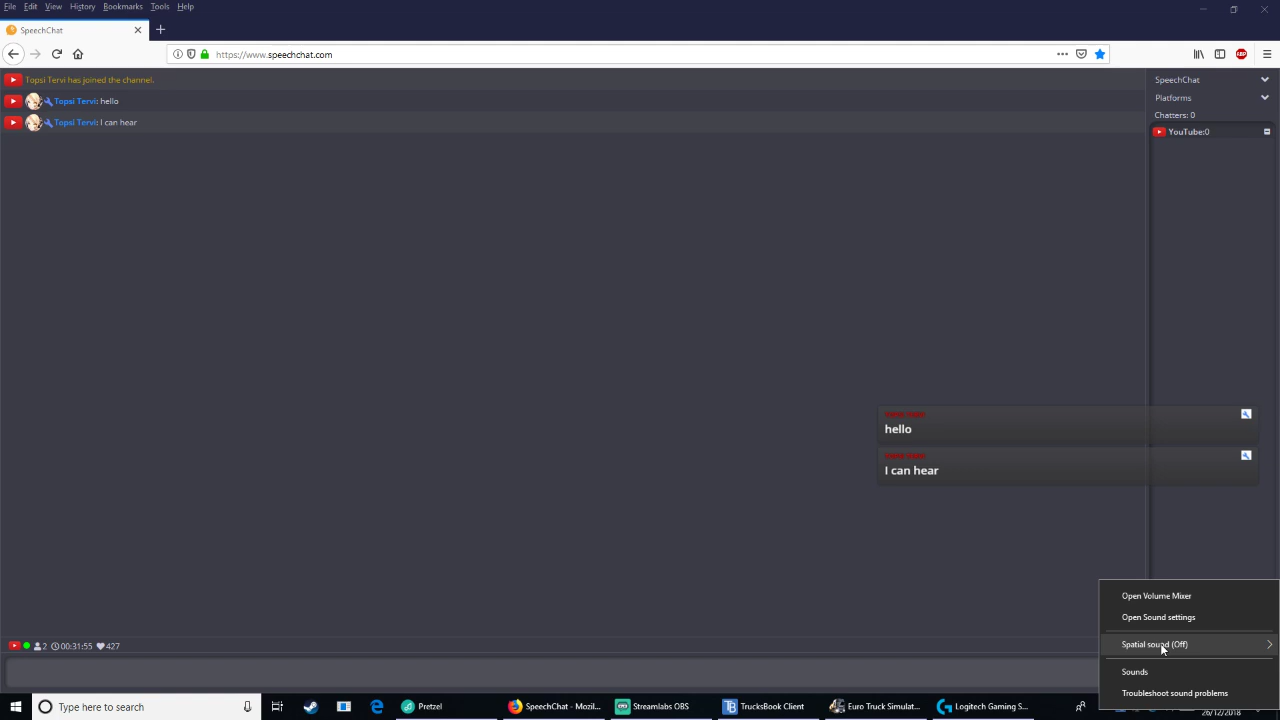 File Edit View History Bookmarks Tools Help
SpeechChat
https://www.speechchat.com
Topsi Tervi has joined the channel.
Topsi Tervi: hello
Topsi Tervi: I can hear
SpeechChat
Platforms
Chatters: 0
YouTube:0
hello
I can hear
Open Volume Mixer
Open Sound settings
Spatial sound (Off)
Sounds
Troubleshoot sound problems
2 00:31:55 427
Type here to search
Pretzel
SpeechChat - Mozil...
Streamlabs OBS
TrucksBook Client
Euro Truck Simulat...
Logitech Gaming S...
26/12/2018